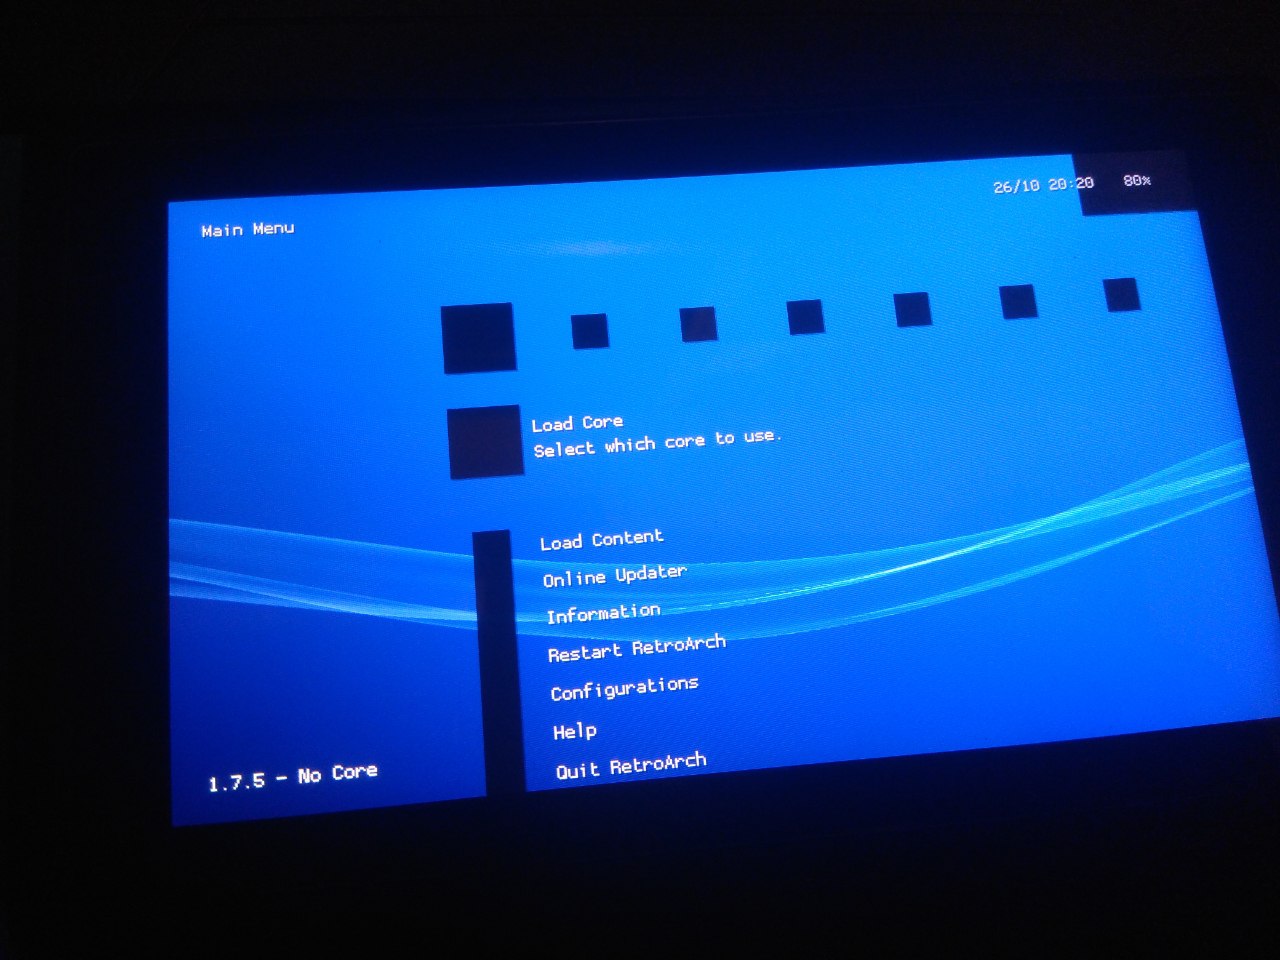 Main Menu
26/10 20:20 80%
Load Core
Select which core to use.
Load Content
Online Updater
Information
Restart RetroArch
Configurations
Help
Quit RetroArch
1.7.5 - No Core